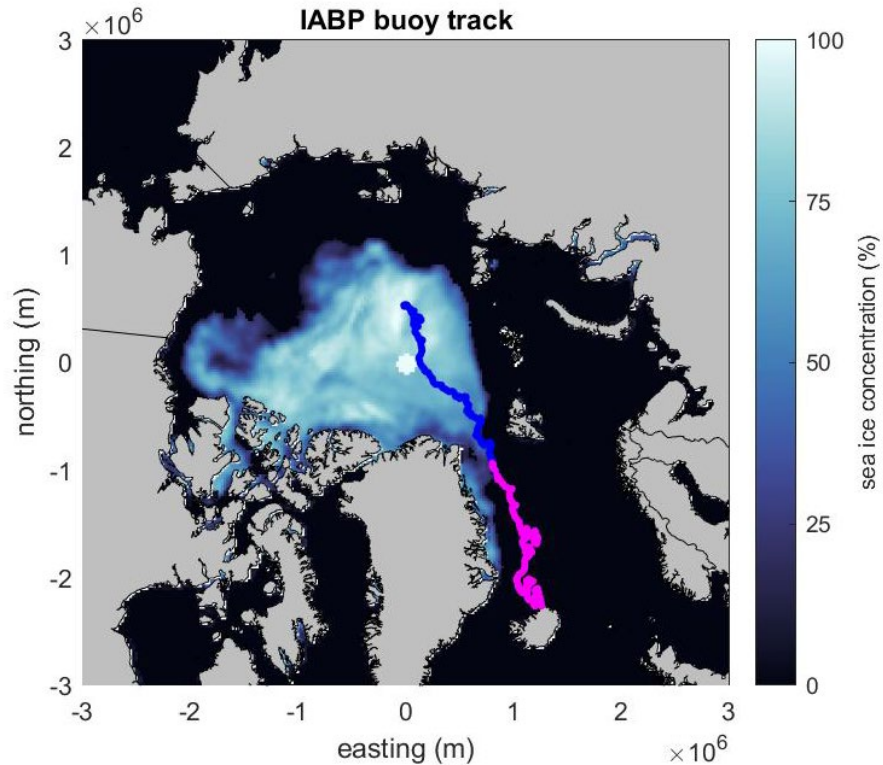 IABP buoy track
×10⁶
3
2
1
0
-1
-2
-3
northing (m)
-3 -2 -1 0 1 2 3
easting (m)
×10⁶
100
75
50
25
0
sea ice concentration (%)